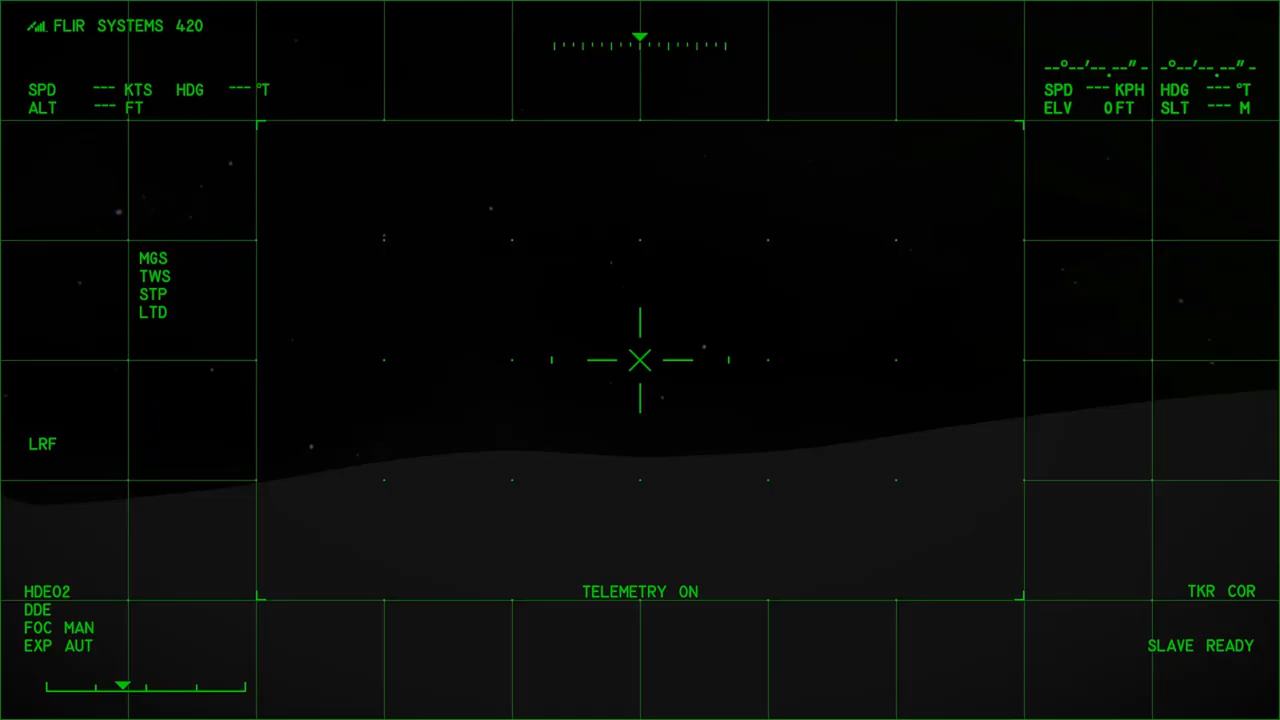 FLIR SYSTEMS 420
--°--'--.--" - -°--'--.--" -
SPD --- KTS HDG --- °T
ALT --- FT
SPD --- KPH HDG --- °T
ELV 0 FT SLT --- M
MGS
TWS
STP
LTD
LRF
HDEO2
DDE
FOC MAN
EXP AUT
TELEMETRY ON
TKR COR
SLAVE READY